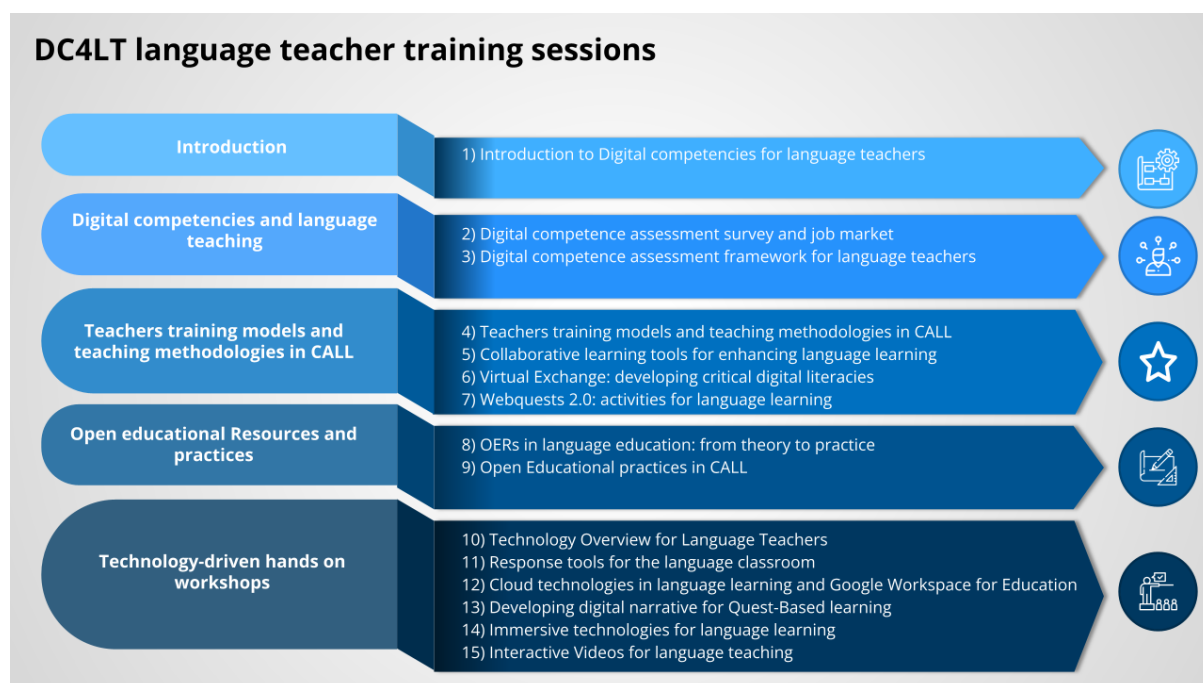 DC4LT language teacher training sessions
Introduction
1) Introduction to Digital competencies for language teachers
Digital competencies and language
teaching
2) Digital competence assessment survey and job market
3) Digital competence assessment framework for language teachers
Teachers training models and
teaching methodologies in CALL
4) Teachers training models and teaching methodologies in CALL
5) Collaborative learning tools for enhancing language learning
6) Virtual Exchange: developing critical digital literacies
7) Webquests 2.0: activities for language learning
Open educational Resources and
practices
8) OERs in language education: from theory to practice
9) Open Educational practices in CALL
Technology-driven hands on
workshops
10) Technology Overview for Language Teachers
11) Response tools for the language classroom
12) Cloud technologies in language learning and Google Workspace for Education
13) Developing digital narrative for Quest-Based learning
14) Immersive technologies for language learning
15) Interactive Videos for language teaching